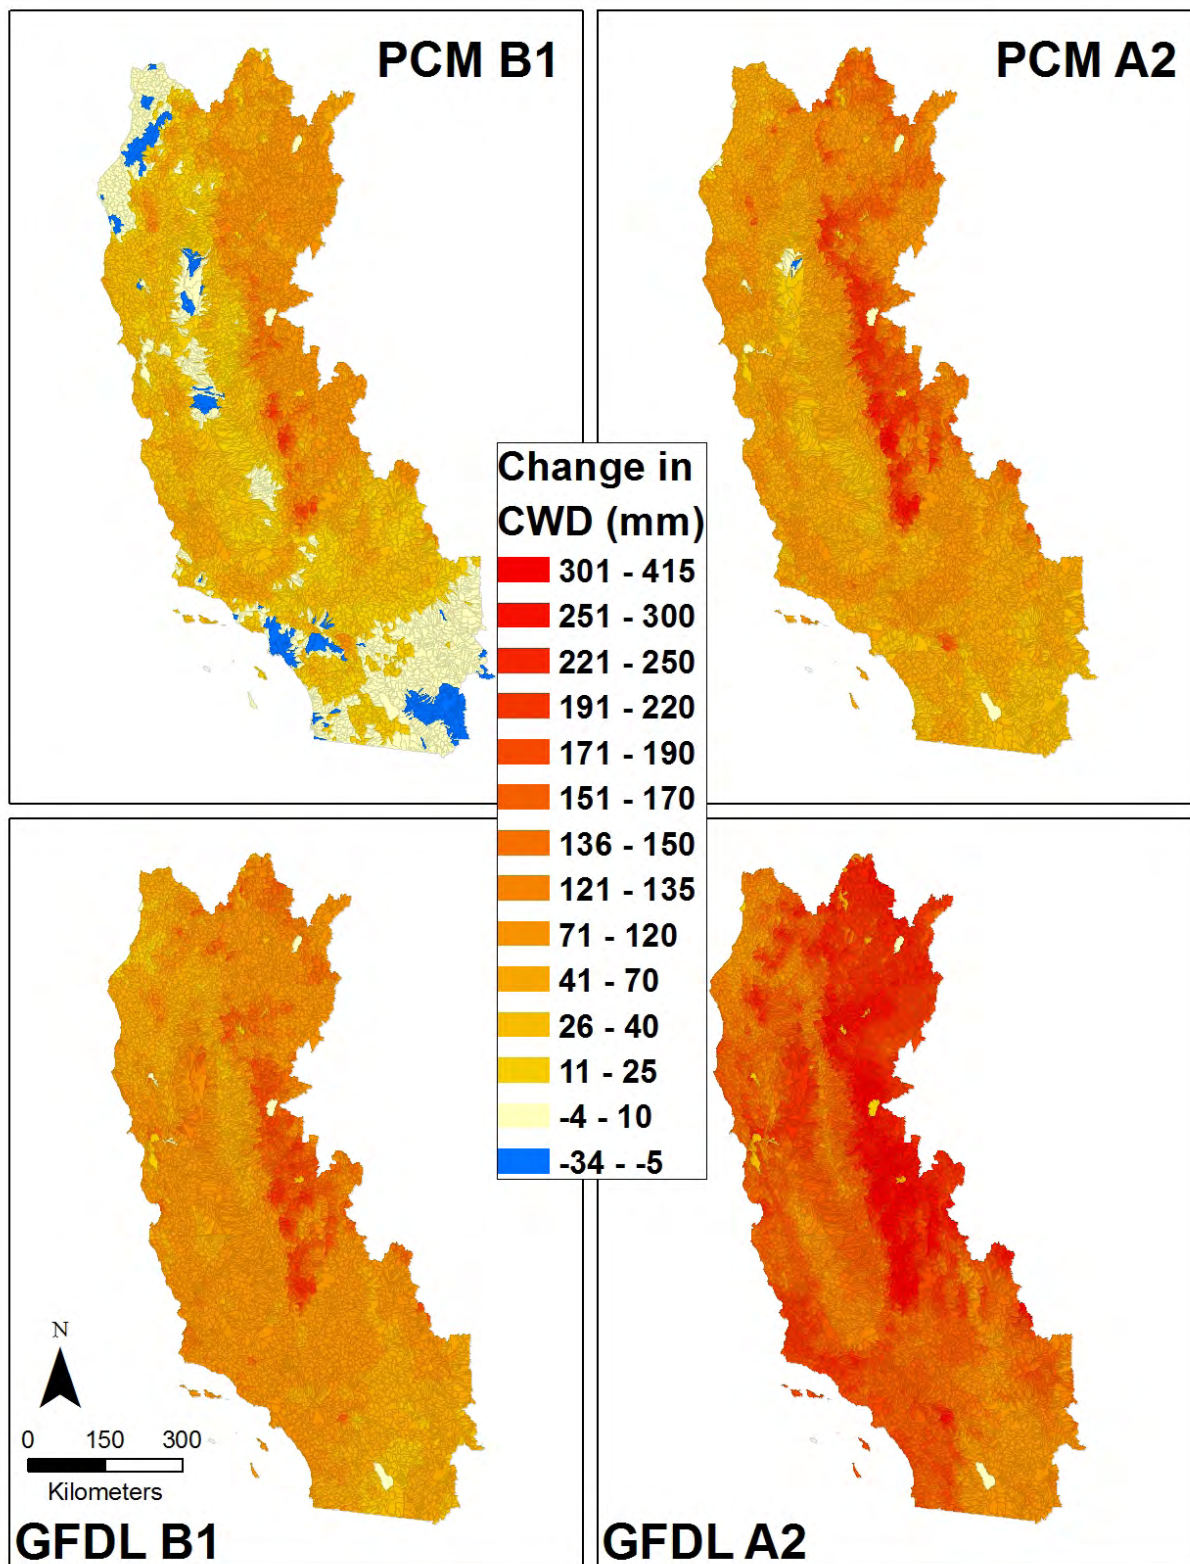 PCM B1
PCM A2
Change in
CWD (mm)
301 - 415
251 - 300
221 - 250
191 - 220
171 - 190
151 - 170
136 - 150
121 - 135
71 - 120
41 - 70
26 - 40
11 - 25
-4 - 10
-34 - -5
N
0 150 300
Kilometers
GFDL B1
GFDL A2